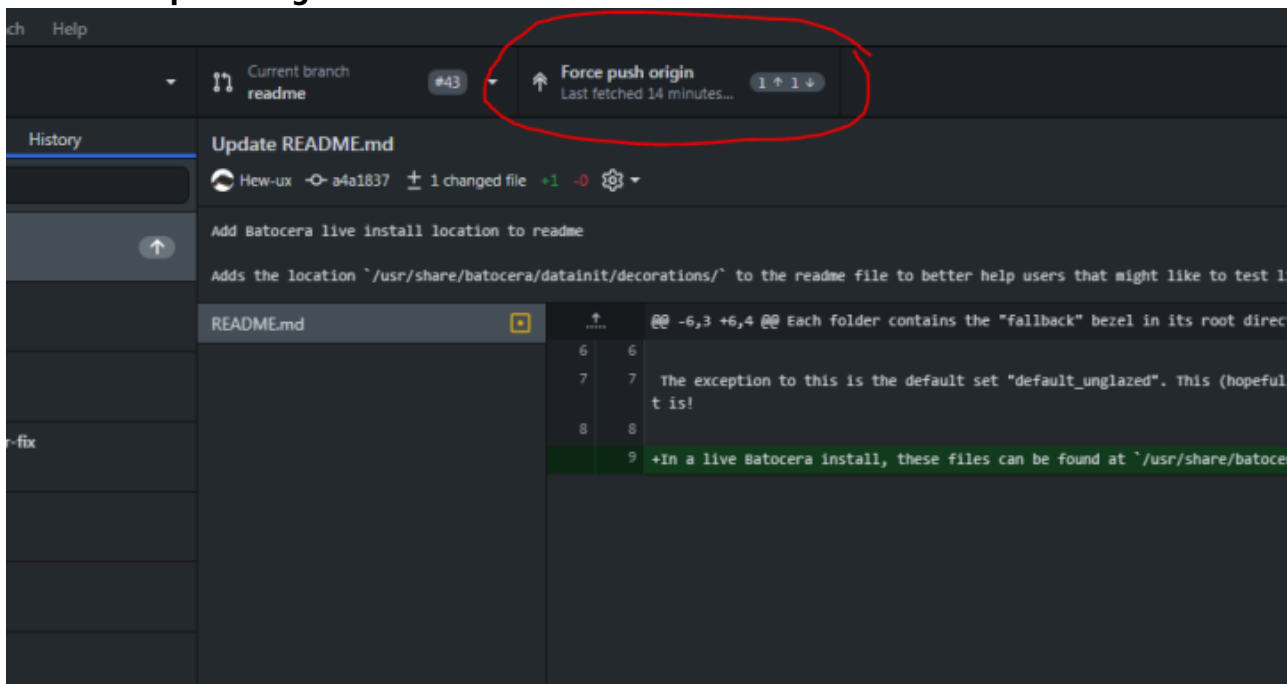 ch Help
Current branch
readme
#43
Force push origin
Last fetched 14 minutes...
1 ↑ 1 ↓
History
Update README.md
Hew-ux a4a1837 1 changed file +1 -0
Add Batocera live install location to readme
Adds the location `/usr/share/batocera/datainit/decorations/` to the readme file to better help users that might like to test
README.md
@@ -6,3 +6,4 @@ Each folder contains the "fallback" bezel in its root direc
6 6
7 7 The exception to this is the default set "default_unglazed". This (hopeful
t is!
8 8
r-fix
9 +In a live Batocera install, these files can be found at `/usr/share/batoce